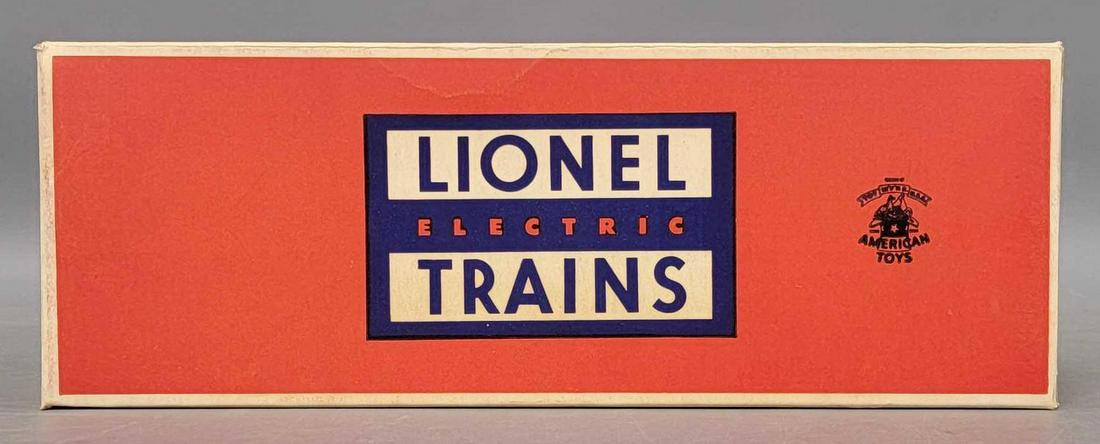 LIONEL
ELECTRIC
TRAINS
AMERICAN
TOYS